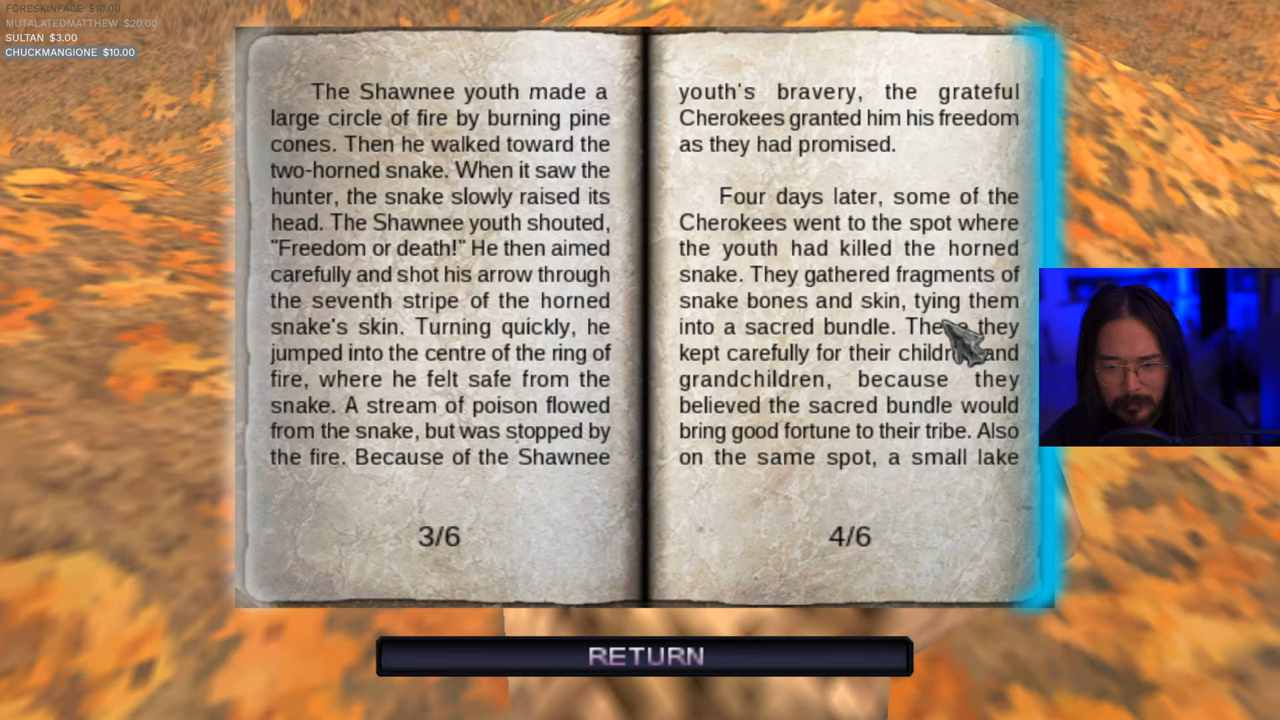 FORESKINFACE $10.00
MUTALATEDMATTHEW $20.00
SULTAN $3.00
CHUCKMANGIONE $10.00
The Shawnee youth made a
large circle of fire by burning pine
cones. Then he walked toward the
two-horned snake. When it saw the
hunter, the snake slowly raised its
head. The Shawnee youth shouted,
"Freedom or death!" He then aimed
carefully and shot his arrow through
the seventh stripe of the horned
snake's skin. Turning quickly, he
jumped into the centre of the ring of
fire, where he felt safe from the
snake. A stream of poison flowed
from the snake, but was stopped by
the fire. Because of the Shawnee
3/6
youth's bravery, the grateful
Cherokees granted him his freedom
as they had promised.
Four days later, some of the
Cherokees went to the spot where
the youth had killed the horned
snake. They gathered fragments of
snake bones and skin, tying them
into a sacred bundle. they
kept carefully for their and
grandchildren, because they
believed the sacred bundle would
bring good fortune to their tribe. Also
on the same spot, a small lake
4/6
RETURN